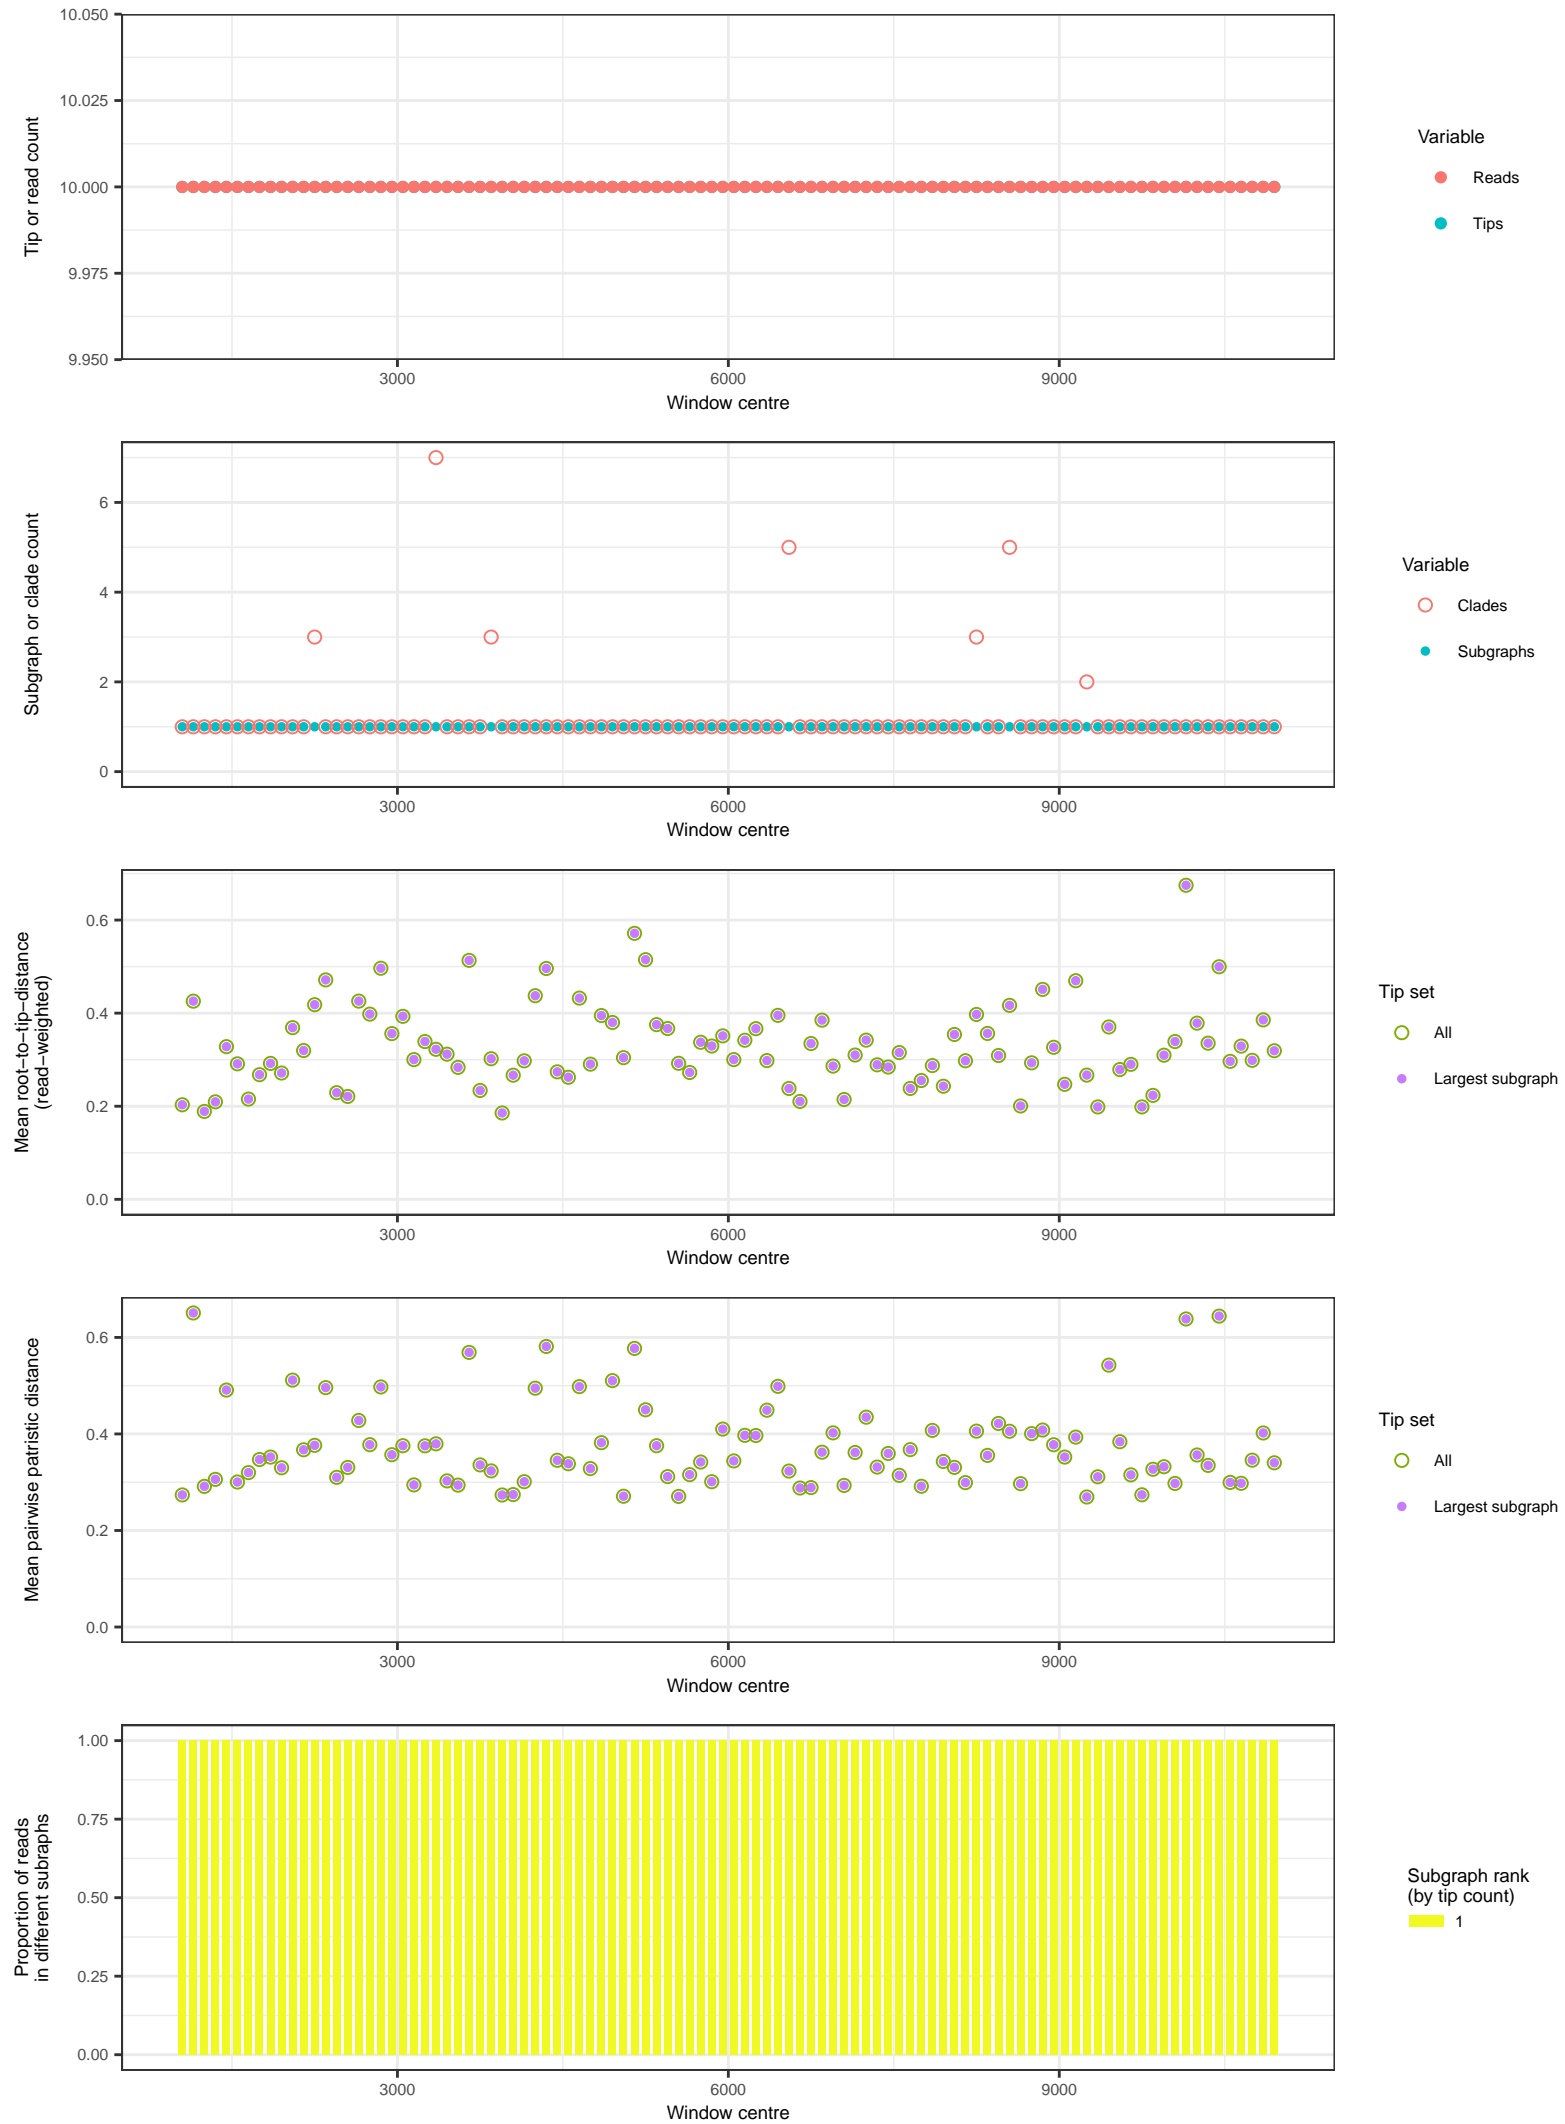 Tip or read count
10.050
10.025
10.000
9.975
9.950
3000 6000 9000
Window centre
Variable
Reads
Tips
Subgraph or clade count
6
4
2
0
3000 6000 9000
Window centre
Variable
Clades
Subgraphs
Mean root−to−tip−distance
(read−weighted)
0.6
0.4
0.2
0.0
3000 6000 9000
Window centre
Tip set
All
Largest subgraph
Mean pairwise patristic distance
0.6
0.4
0.2
0.0
3000 6000 9000
Window centre
Tip set
All
Largest subgraph
Proportion of reads
in different subraphs
1.00
0.75
0.50
0.25
0.00
3000 6000 9000
Window centre
Subgraph rank
(by tip count)
1